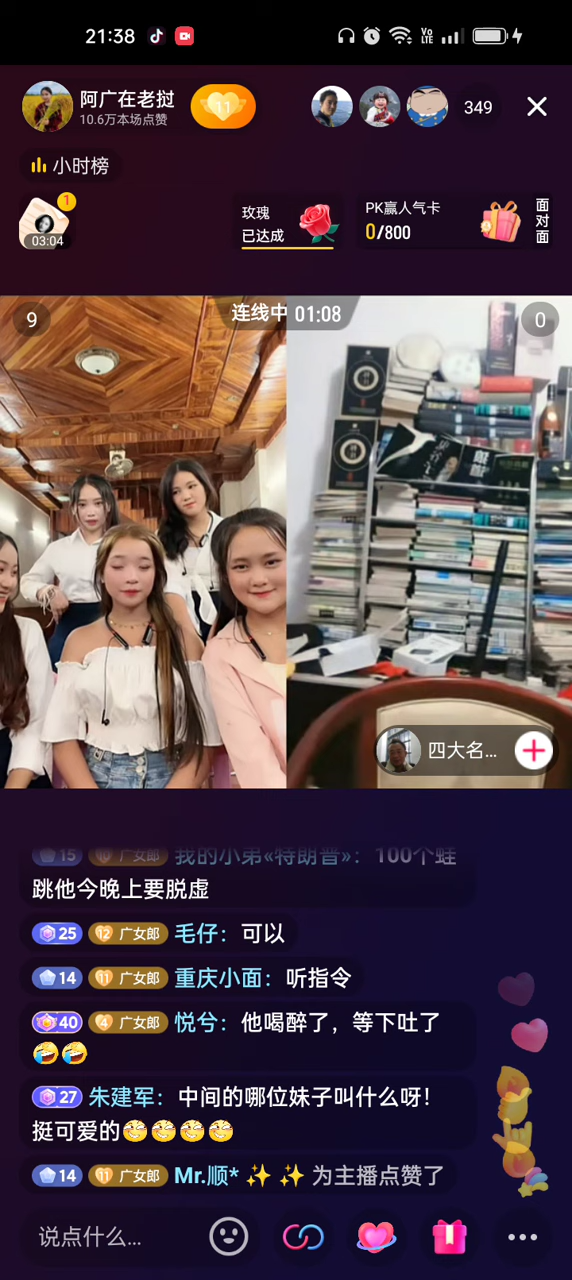 21:38
VO
LTE
阿广在老挝
10.6万本场点赞
11
349
小时榜
1
03:04
玫瑰
已达成
PK赢人气卡
0/800
面对面
9
连线中 01:08
0
四大名...
15 广女郎 我的小弟«特朗普»：100个蛙
跳他今晚上要脱虚
25 12 广女郎 毛仔：可以
14 11 广女郎 重庆小面：听指令
40 4 广女郎 悦兮：他喝醉了，等下吐了
🤣🤣
27 朱建军：中间的哪位妹子叫什么呀！
挺可爱的
14 11 广女郎 Mr.顺*✨ ✨ 为主播点赞了
说点什么...